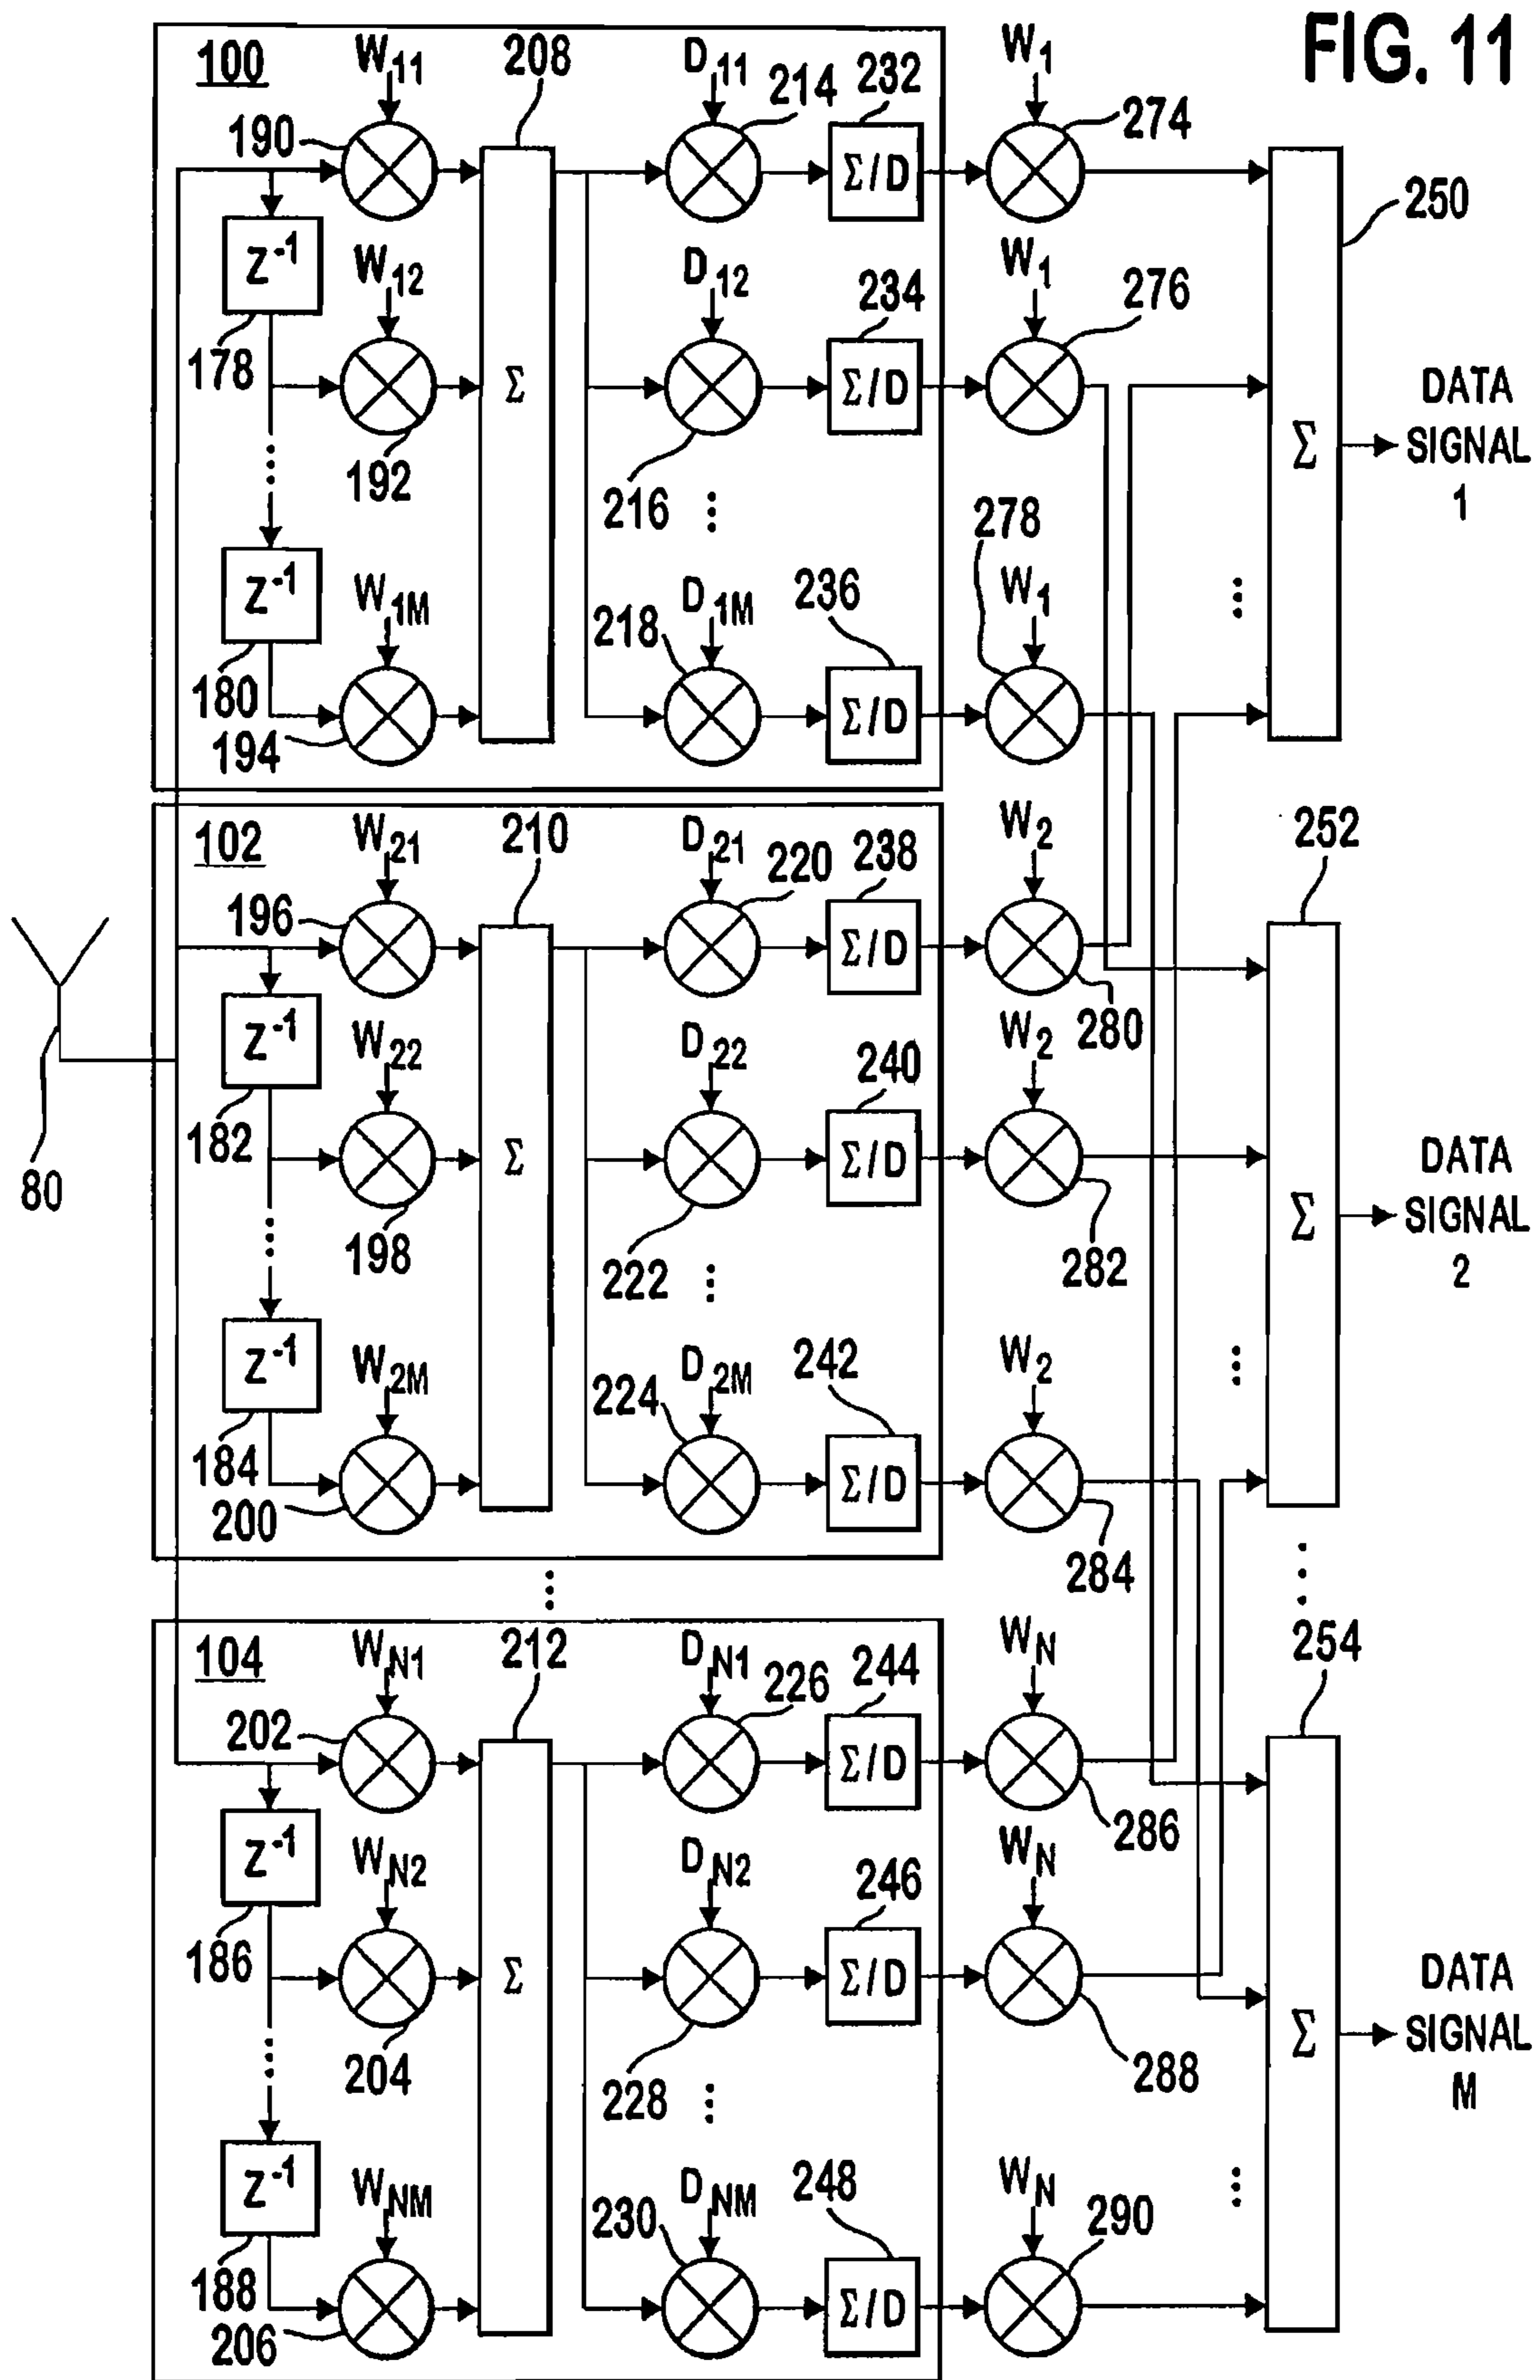 FIG. 11
100 W11 208 D11 214 232 W1 274
190 Σ/D 250
Z-1 W12 D12 234 W1 276
178 Σ Σ/D DATA
192 216 ... 278 Σ SIGNAL
... 1
Z-1 W1M D1M 236 W1 ...
180 218 Σ/D
194
102 W21 210 D21 220 238 W2 252
196 Σ/D
Z-1 W22 D22 240 W2 280
182 Σ Σ/D DATA
80 198 222 ... 282 Σ SIGNAL
... 2
Z-1 W2M D2M 242 W2 ...
184 224 Σ/D
200 284 ...
...
104 WN1 212 DN1 226 244 WN 254
202 Σ/D
Z-1 WN2 DN2 246 WN 286
186 Σ Σ/D DATA
204 228 ... 288 Σ SIGNAL
... M
Z-1 WNM DNM 248 WN 290 ...
188 230 Σ/D
206